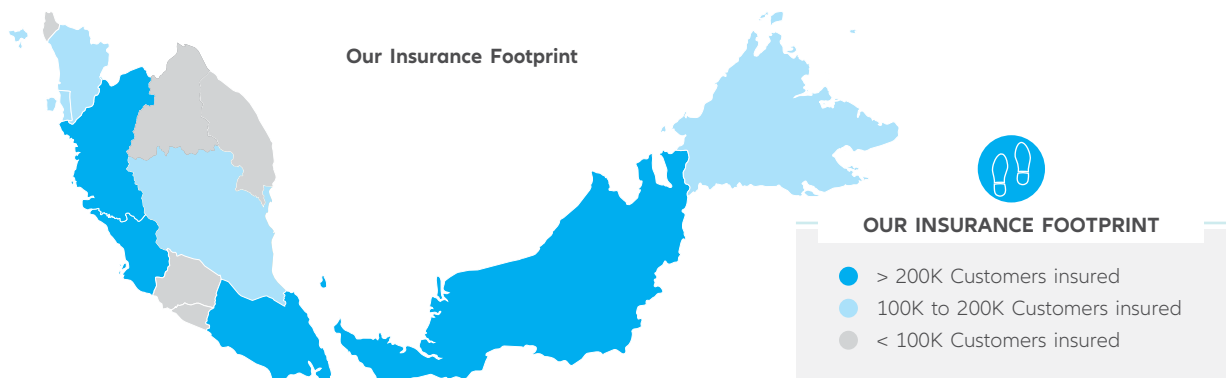 Our Insurance Footprint
OUR INSURANCE FOOTPRINT
> 200K Customers insured
100K to 200K Customers insured
< 100K Customers insured